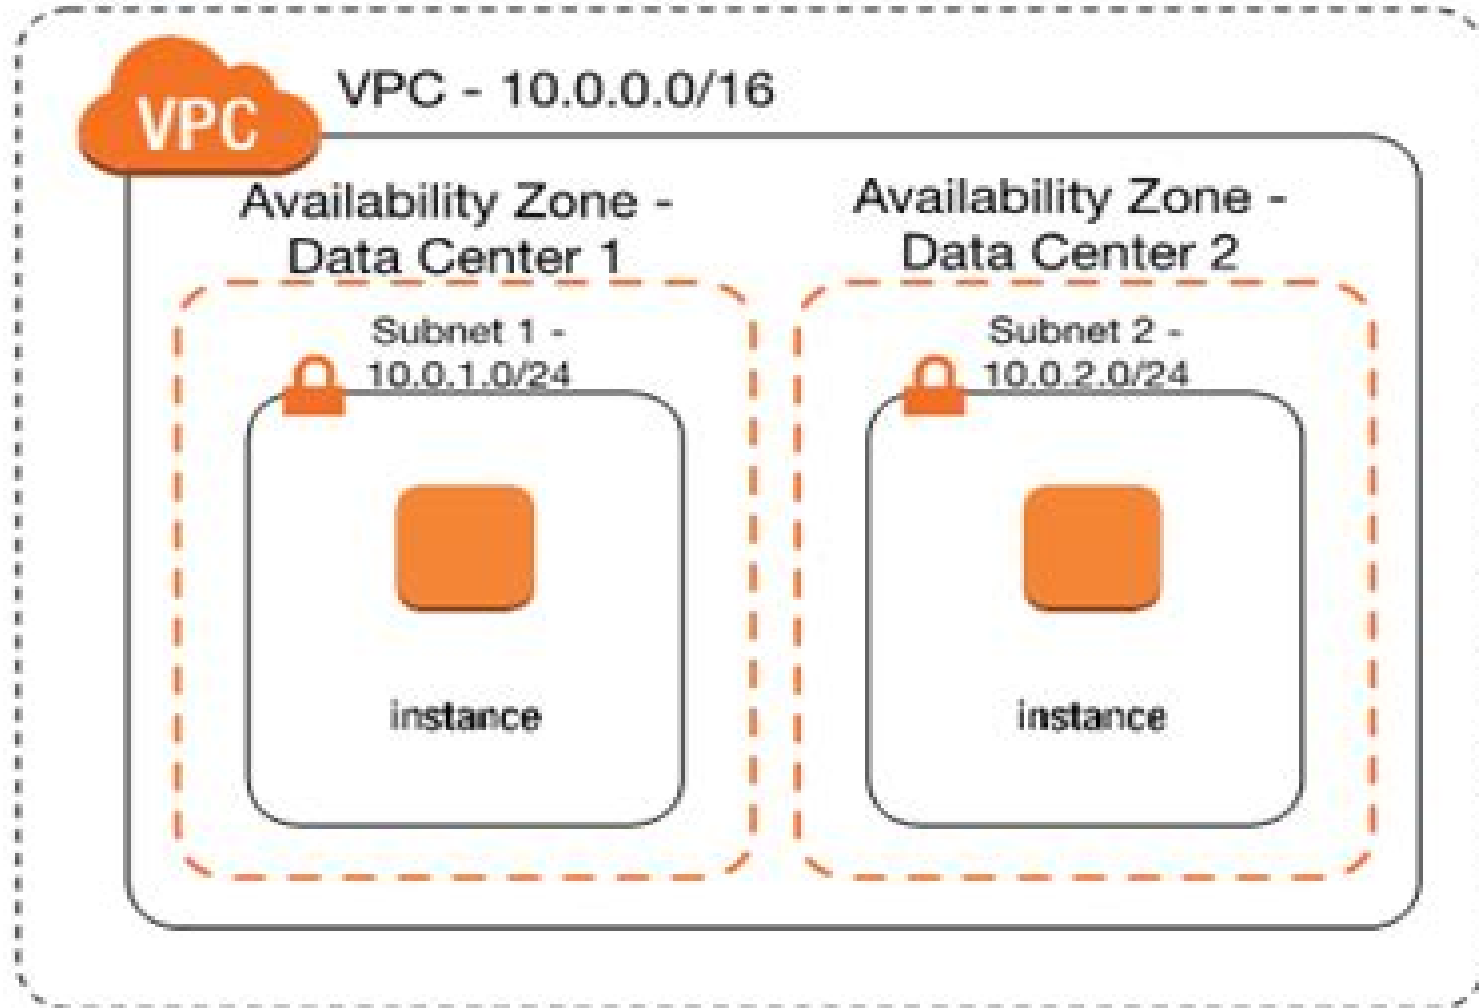 VPC
VPC - 10.0.0.0/16
Availability Zone -
Data Center 1
Availability Zone -
Data Center 2
Subnet 1 -
10.0.1.0/24
Subnet 2 -
10.0.2.0/24
instance
instance